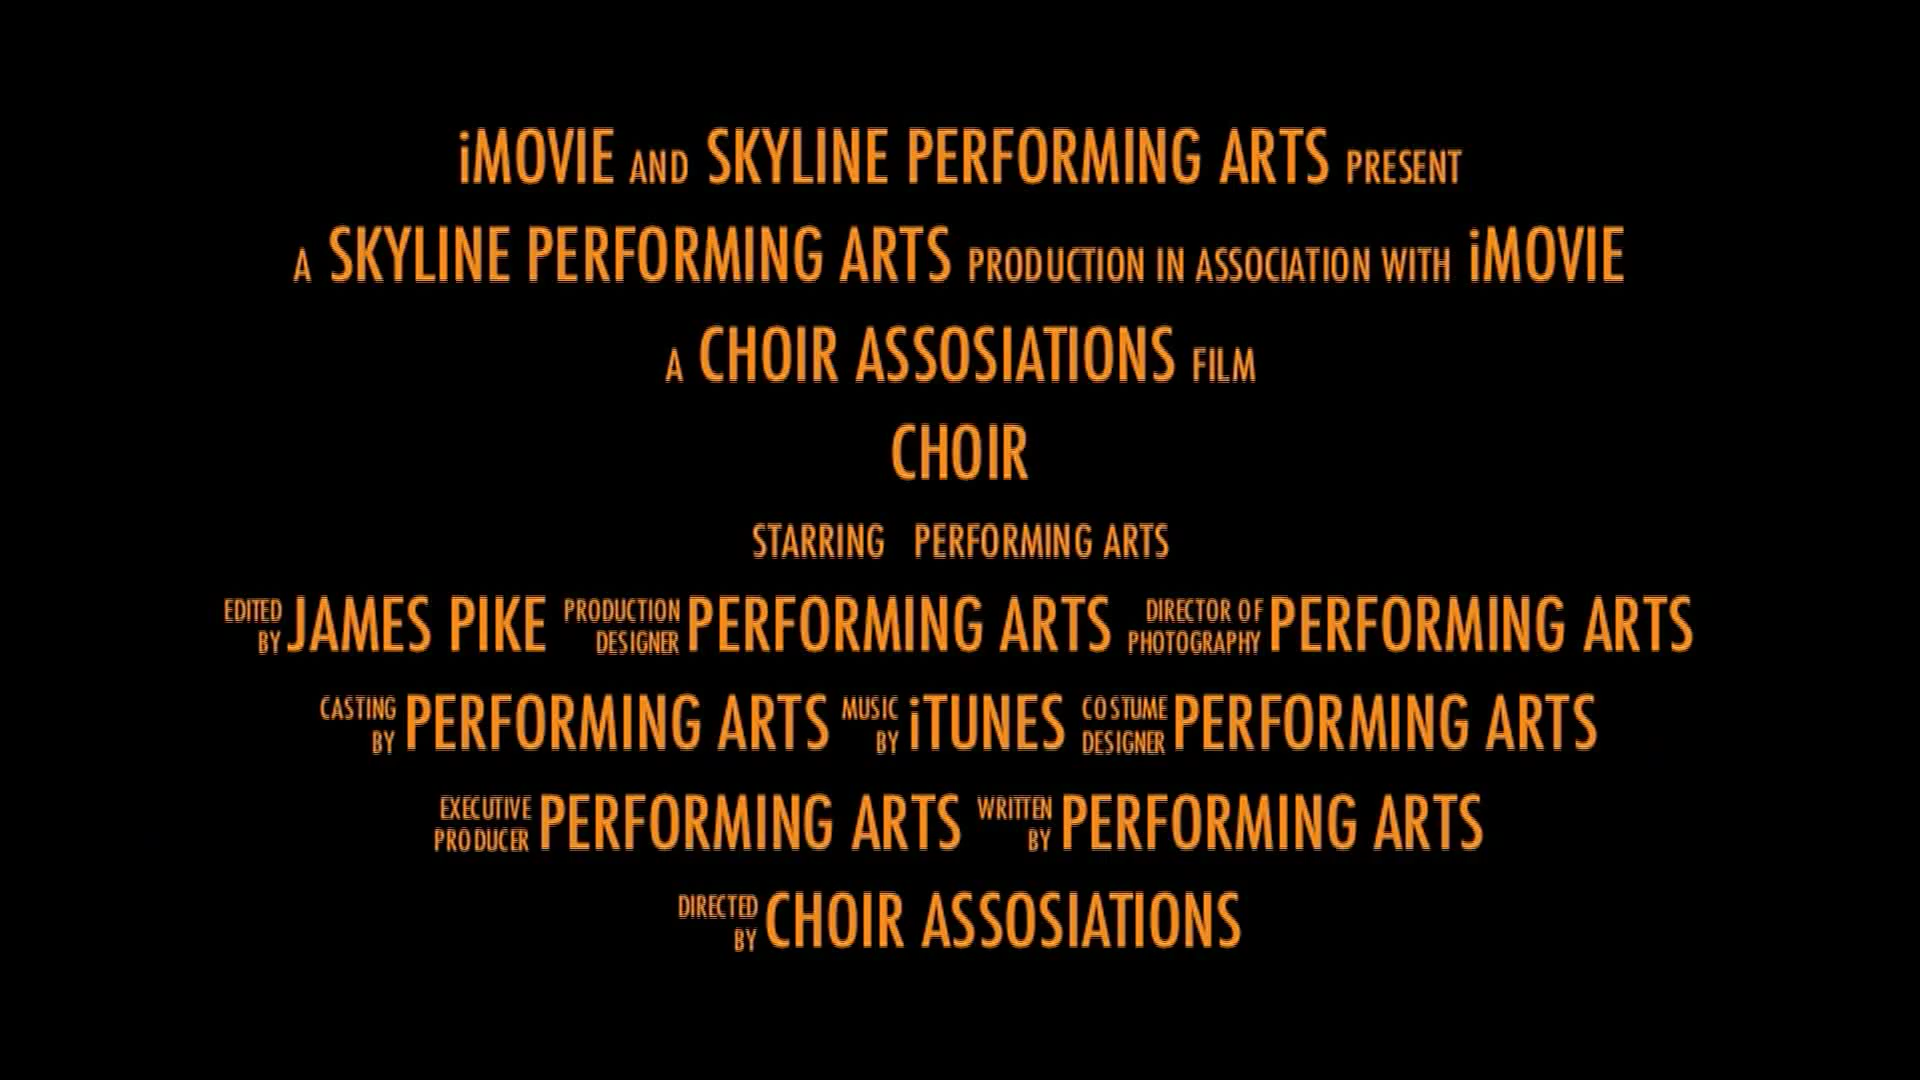 iMOVIE AND SKYLINE PERFORMING ARTS PRESENT
A SKYLINE PERFORMING ARTS PRODUCTION IN ASSOCIATION WITH iMOVIE
A CHOIR ASSOSIATIONS FILM
CHOIR
STARRING PERFORMING ARTS
EDITED BY JAMES PIKE PRODUCTION DESIGNER PERFORMING ARTS DIRECTOR OF PHOTOGRAPHY PERFORMING ARTS
CASTING BY PERFORMING ARTS MUSIC BY iTUNES COSTUME DESIGNER PERFORMING ARTS
EXECUTIVE PRODUCER PERFORMING ARTS WRITTEN BY PERFORMING ARTS
DIRECTED BY CHOIR ASSOSIATIONS